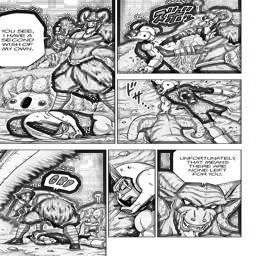 YOU SEE,
I HAVE A
SECOND
WISH OF
MY OWN.
UNFORTUNATELY,
THAT MEANS
THERE ARE
NONE LEFT
FOR YOU.